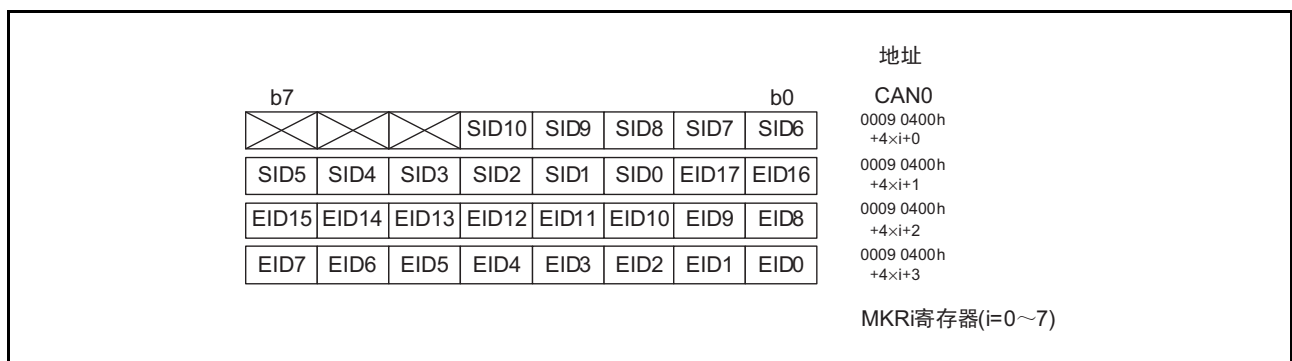 地址
b7 b0 CAN0
SID10 SID9 SID8 SID7 SID6 0009 0400h
+4×i+0
SID5 SID4 SID3 SID2 SID1 SID0 EID17 EID16 0009 0400h
+4×i+1
EID15 EID14 EID13 EID12 EID11 EID10 EID9 EID8 0009 0400h
+4×i+2
EID7 EID6 EID5 EID4 EID3 EID2 EID1 EID0 0009 0400h
+4×i+3
MKRi寄存器(i=0～7)